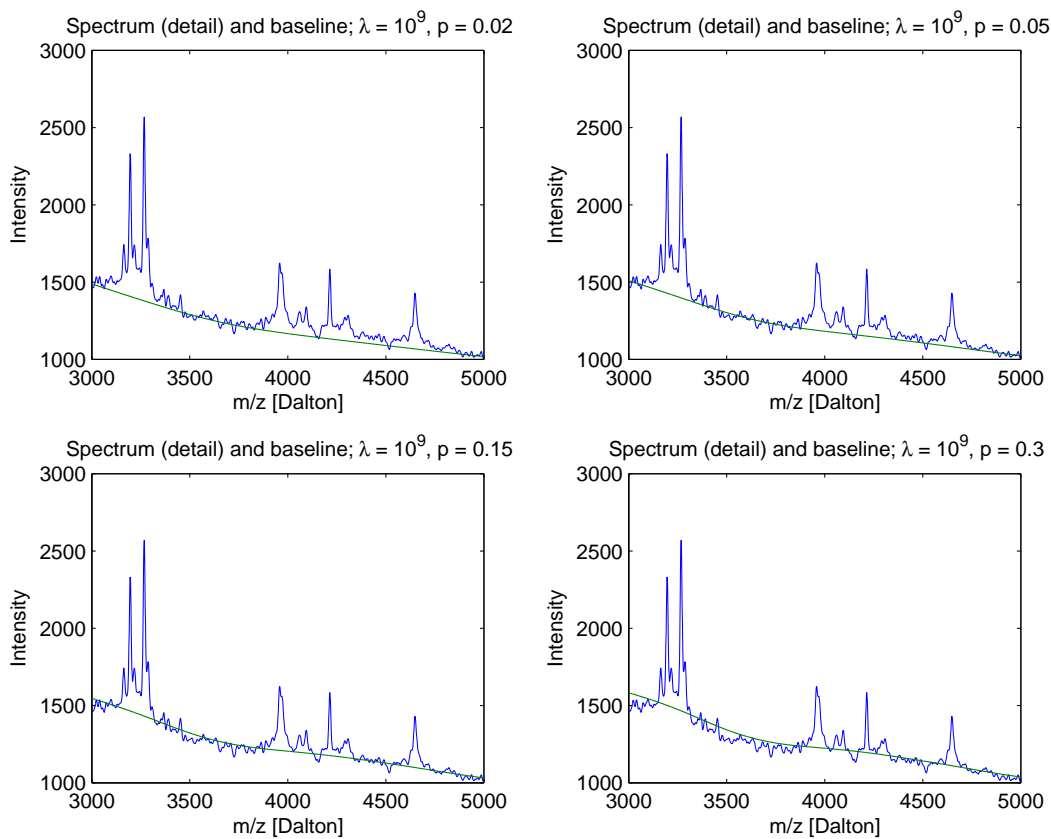 Spectrum (detail) and baseline; λ = 10^9, p = 0.02
3000
2500
2000
1500
1000
Intensity
3000 3500 4000 4500 5000
m/z [Dalton]
Spectrum (detail) and baseline; λ = 10^9, p = 0.05
3000
2500
2000
1500
1000
Intensity
3000 3500 4000 4500 5000
m/z [Dalton]
Spectrum (detail) and baseline; λ = 10^9, p = 0.15
3000
2500
2000
1500
1000
Intensity
3000 3500 4000 4500 5000
m/z [Dalton]
Spectrum (detail) and baseline; λ = 10^9, p = 0.3
3000
2500
2000
1500
1000
Intensity
3000 3500 4000 4500 5000
m/z [Dalton]